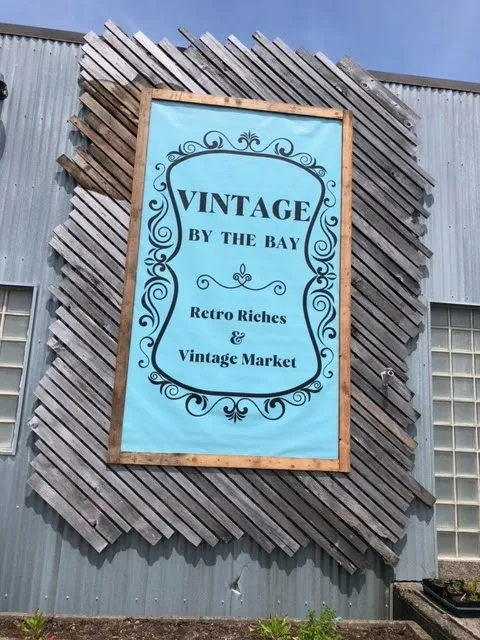 VINTAGE
BY THE BAY
Retro Riches
&
Vintage Market